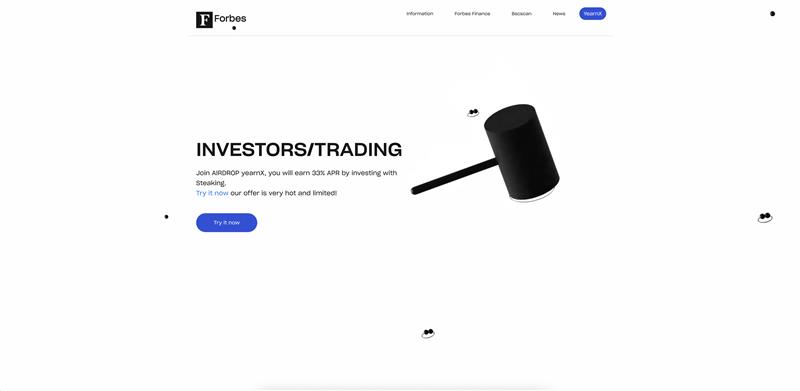 F Forbes
Information Forbes Finance Bscscan News YearnX
INVESTORS/TRADING
Join AIRDROP yearnX, you will earn 33% APR by investing with
Steaking,
Try it now our offer is very hot and limited!
Try it now